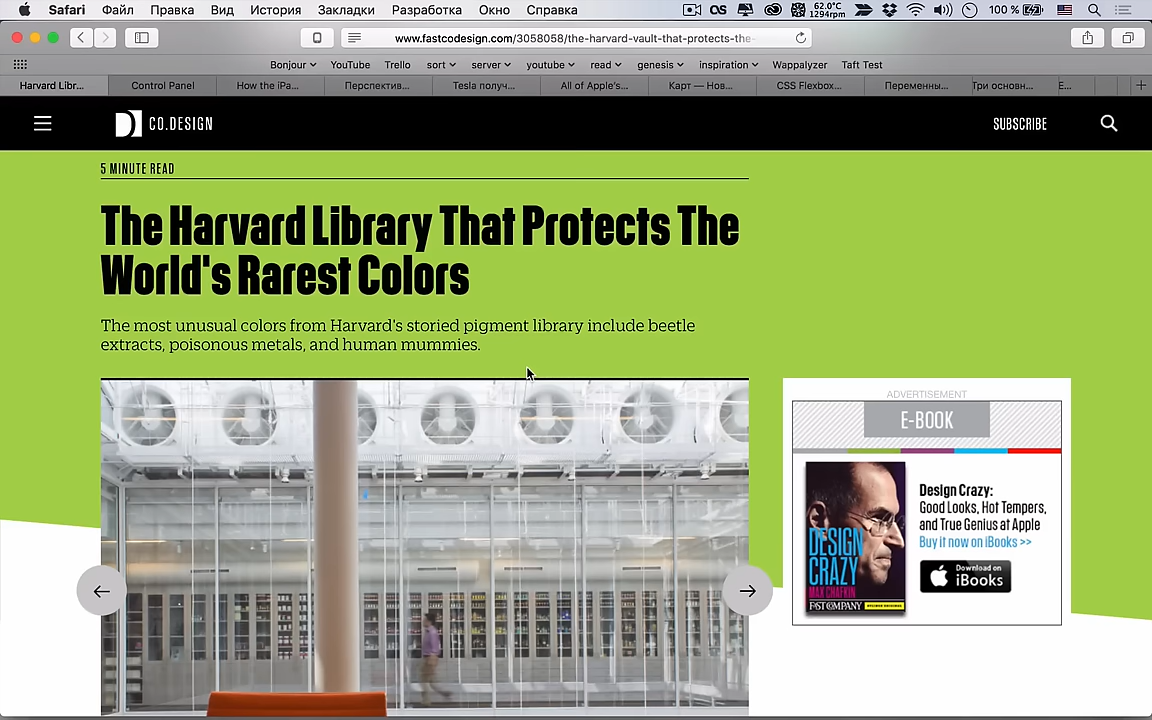 Safari Файл Правка Вид История Закладки Разработка Окно Справка 62.0°C 1294rpm 100 %
www.fastcodesign.com/3058058/the-harvard-vault-that-protects-the-
Bonjour YouTube Trello sort server youtube read genesis inspiration Wappalyzer Taft Test
Harvard Libr... Control Panel How the iPa... Перспектив... Tesla получ... All of Apple's... Карт — Нов... CSS Flexbox... Переменны... Три основн... E...
CO.DESIGN SUBSCRIBE
5 MINUTE READ
The Harvard Library That Protects The
World's Rarest Colors
The most unusual colors from Harvard's storied pigment library include beetle
extracts, poisonous metals, and human mummies.
ADVERTISEMENT
E-BOOK
DESIGN
CRAZY
MAX CHAFKIN
FAST COMPANY
Design Crazy:
Good Looks, Hot Tempers,
and True Genius at Apple
Buy it now on iBooks >>
Download on
iBooks